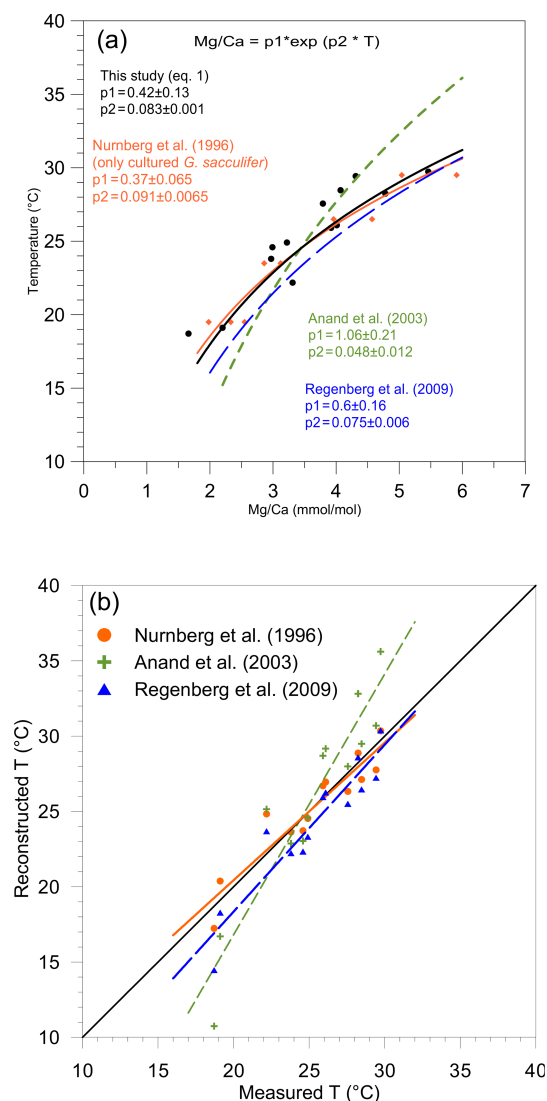 (a)
Mg/Ca = p1*exp (p2 * T)
This study (eq. 1)
p1=0.42±0.13
p2=0.083±0.001
Nurnberg et al. (1996)
(only cultured G. sacculifer)
p1=0.37±0.065
p2=0.091±0.0065
Anand et al. (2003)
p1=1.06±0.21
p2=0.048±0.012
Regenberg et al. (2009)
p1=0.6±0.16
p2=0.075±0.006
Temperature (°C)
40
35
30
25
20
15
10
0 1 2 3 4 5 6 7
Mg/Ca (mmol/mol)
(b)
Nurnberg et al. (1996)
Anand et al. (2003)
Regenberg et al. (2009)
Reconstructed T (°C)
40
35
30
25
20
15
10
10 15 20 25 30 35 40
Measured T (°C)